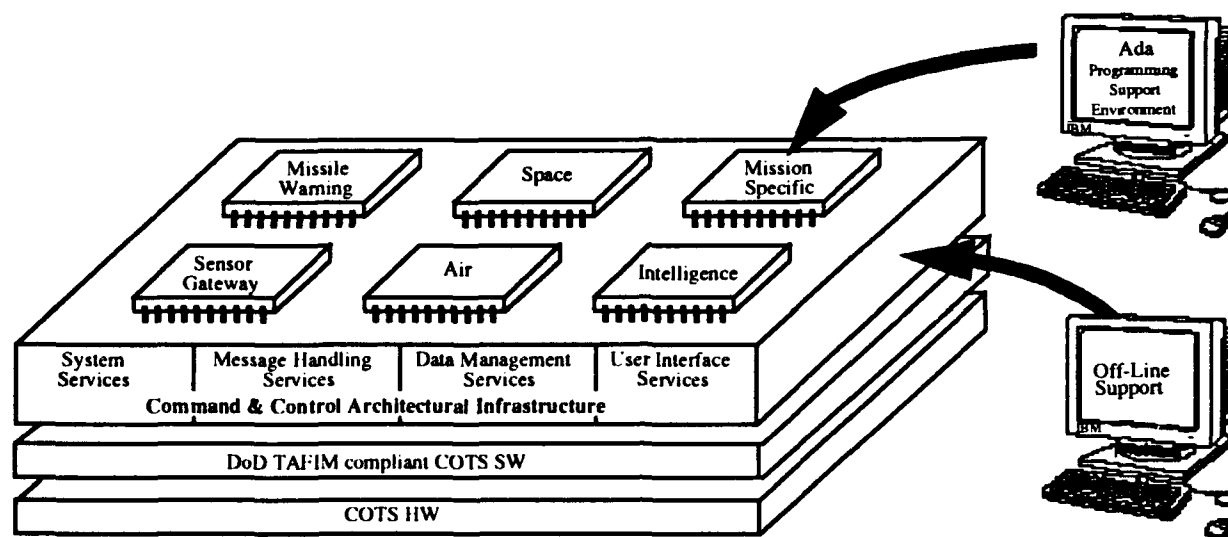 Ada
Programming
Support
Environment
IBM
Missile
Warning
Space
Mission
Specific
Sensor
Gateway
Air
Intelligence
System
Services
Message Handling
Services
Data Management
Services
User Interface
Services
Command & Control Architectural Infrastructure
Off-Line
Support
IBM
DoD TAFIM compliant COTS SW
COTS HW